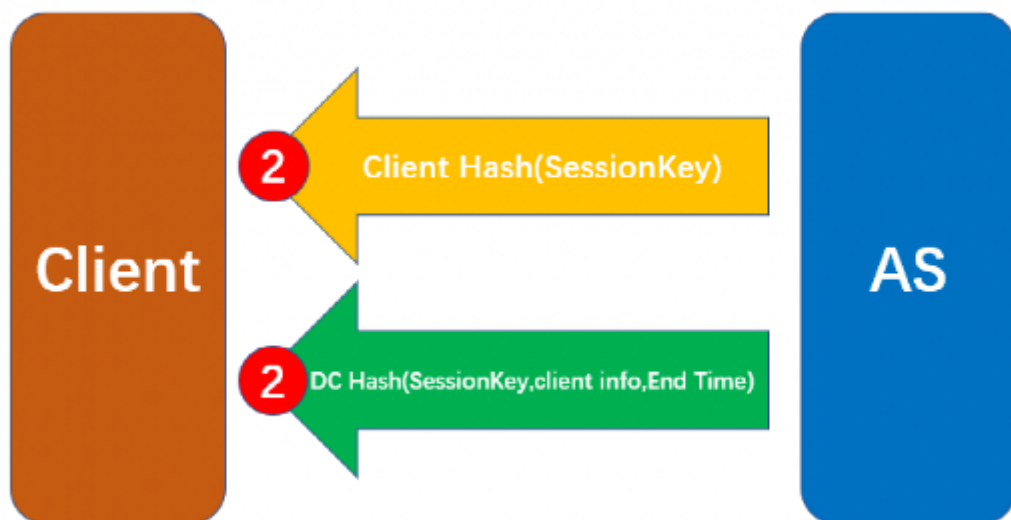 2
Client Hash(SessionKey)
Client
AS
2
DC Hash(SessionKey,client info,End Time)